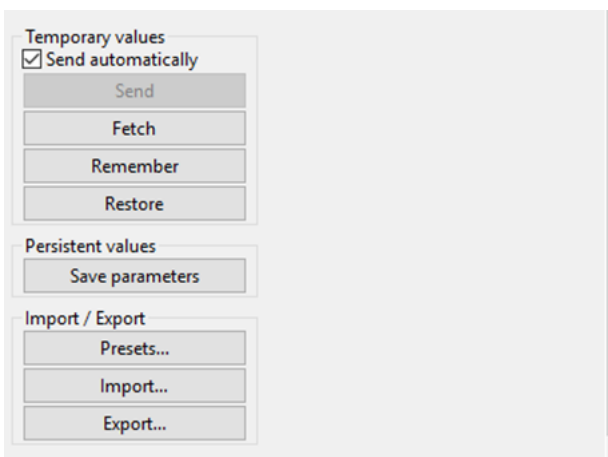 Temporary values
Send automatically
Send
Fetch
Remember
Restore
Persistent values
Save parameters
Import / Export
Presets...
Import...
Export...